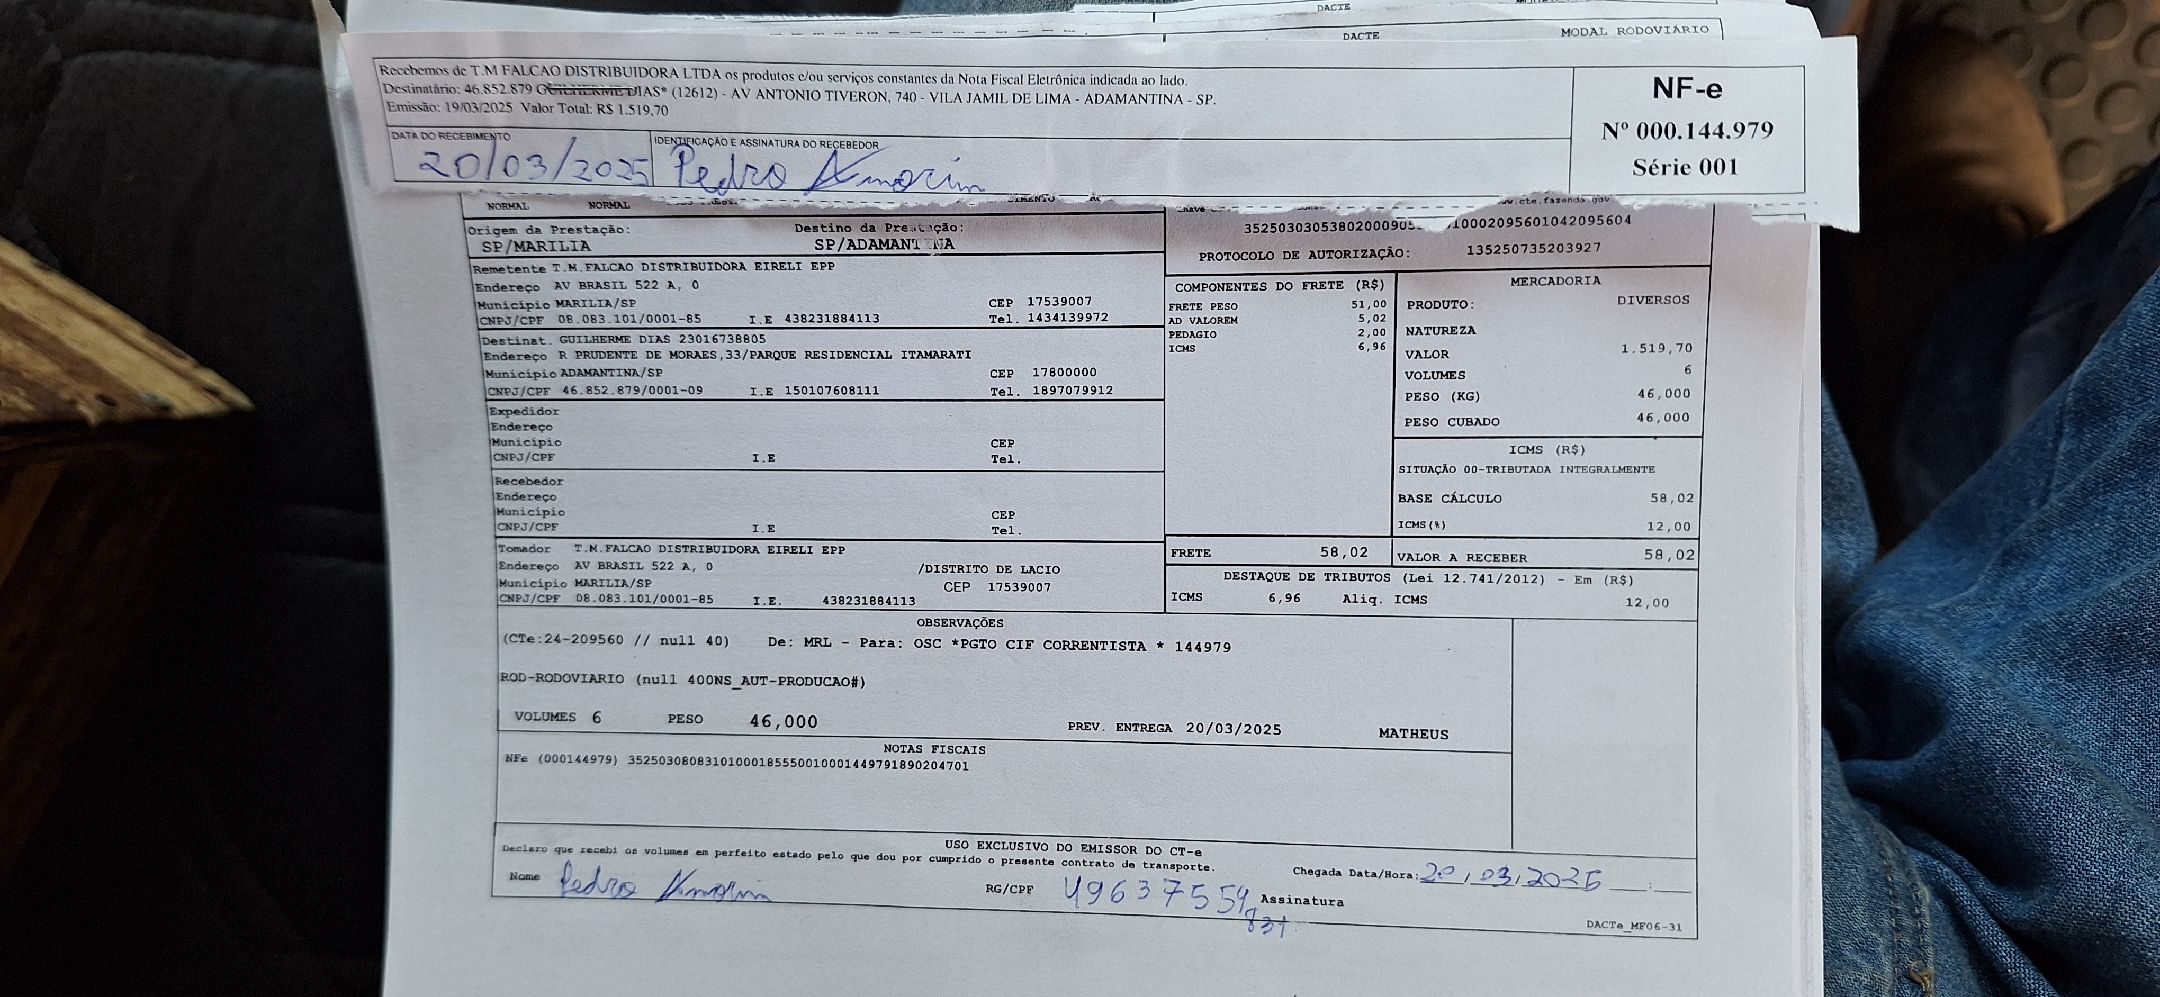 DACTE
DACTE
MODAL RODOVIÁRIO
Recebemos de T.M FALCAO DISTRIBUIDORA LTDA os produtos e/ou serviços constantes da Nota Fiscal Eletrônica indicada ao lado.
Destinatário: 46.852.879 GUILHERME DIAS* (12612) - AV ANTONIO TIVERON, 740 - VILA JAMIL DE LIMA - ADAMANTINA - SP.
Emissão: 19/03/2025 Valor Total: R$ 1.519,70
DATA DO RECEBIMENTO
20/03/2025
IDENTIFICAÇÃO E ASSINATURA DO RECEBEDOR
Pedro Amorim
NF-e
Nº 000.144.979
Série 001
NORMAL NORMAL
www.cte.fazenda.gov
Origem da Prestação:
SP/MARILIA
Destino da Prestação:
SP/ADAMANTINA
10002095601042095604
PROTOCOLO DE AUTORIZAÇÂO: 135250735203927
Remetente T.M.FALCAO DISTRIBUIDORA EIRELI EPP
Endereço AV BRASIL 522 A, 0
Município MARILIA/SP CEP 17539007
CNPJ/CPF 08.083.101/0001-85 I.E 438231884113 Tel. 1434139972
Destinat. GUILHERME DIAS 23016738805
Endereço R PRUDENTE DE MORAES,33/PARQUE RESIDENCIAL ITAMARATI
Município ADAMANTINA/SP CEP 17800000
CNPJ/CPF 46.852.879/0001-09 I.E 150107608111 Tel. 1897079912
Expedidor
Endereço
Município CEP
CNPJ/CPF I.E Tel.
Recebedor
Endereço
Município CEP
CNPJ/CPF I.E Tel.
Tomador T.M.FALCAO DISTRIBUIDORA EIRELI EPP
Endereço AV BRASIL 522 A, 0 /DISTRITO DE LACIO
Município MARILIA/SP CEP 17539007
CNPJ/CPF 08.083.101/0001-85 I.E. 438231884113
COMPONENTES DO FRETE (R$)
FRETE PESO 51,00
AD VALOREM 5,02
PEDAGIO 2,00
ICMS 6,96
MERCADORIA
PRODUTO: DIVERSOS
NATUREZA
VALOR 1.519,70
VOLUMES 6
PESO (KG) 46,000
PESO CUBADO 46,000
ICMS (R$)
SITUAÇÃO 00-TRIBUTADA INTEGRALMENTE
BASE CÁLCULO 58,02
ICMS(%) 12,00
FRETE 58,02
VALOR A RECEBER 58,02
DESTAQUE DE TRIBUTOS (Lei 12.741/2012) - Em (R$)
ICMS 6,96 Aliq. ICMS 12,00
OBSERVAÇÕES
(CTe:24-209560 // null 40) De: MRL - Para: OSC *PGTO CIF CORRENTISTA * 144979
ROD-RODOVIARIO (null 400NS_AUT-PRODUCAO#)
VOLUMES 6 PESO 46,000 PREV. ENTREGA 20/03/2025 MATHEUS
NOTAS FISCAIS
NFe (000144979) 35250308083101000185550010001449791890204701
USO EXCLUSIVO DO EMISSOR DO CT-e
Declaro que recebi os volumes em perfeito estado pelo que dou por cumprido o presente contrato de transporte.
Chegada Data/Hora: 20/03/2025 __:__
Nome Pedro Amorim RG/CPF 49637559831 Assinatura
DACTe_MF06-31